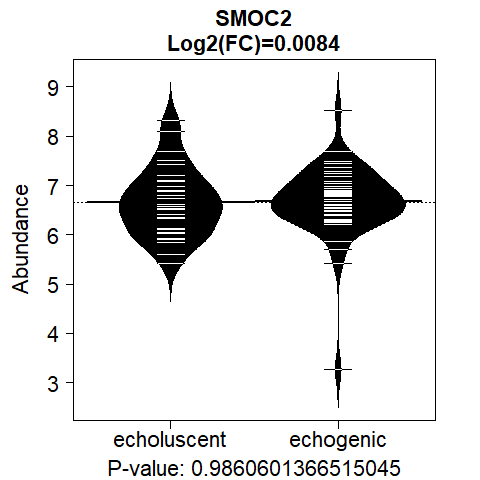 SMOC2
Log2(FC)=0.0084
Abundance
9
8
7
6
5
4
3
echoluscent echogenic
P-value: 0.9860601366515045